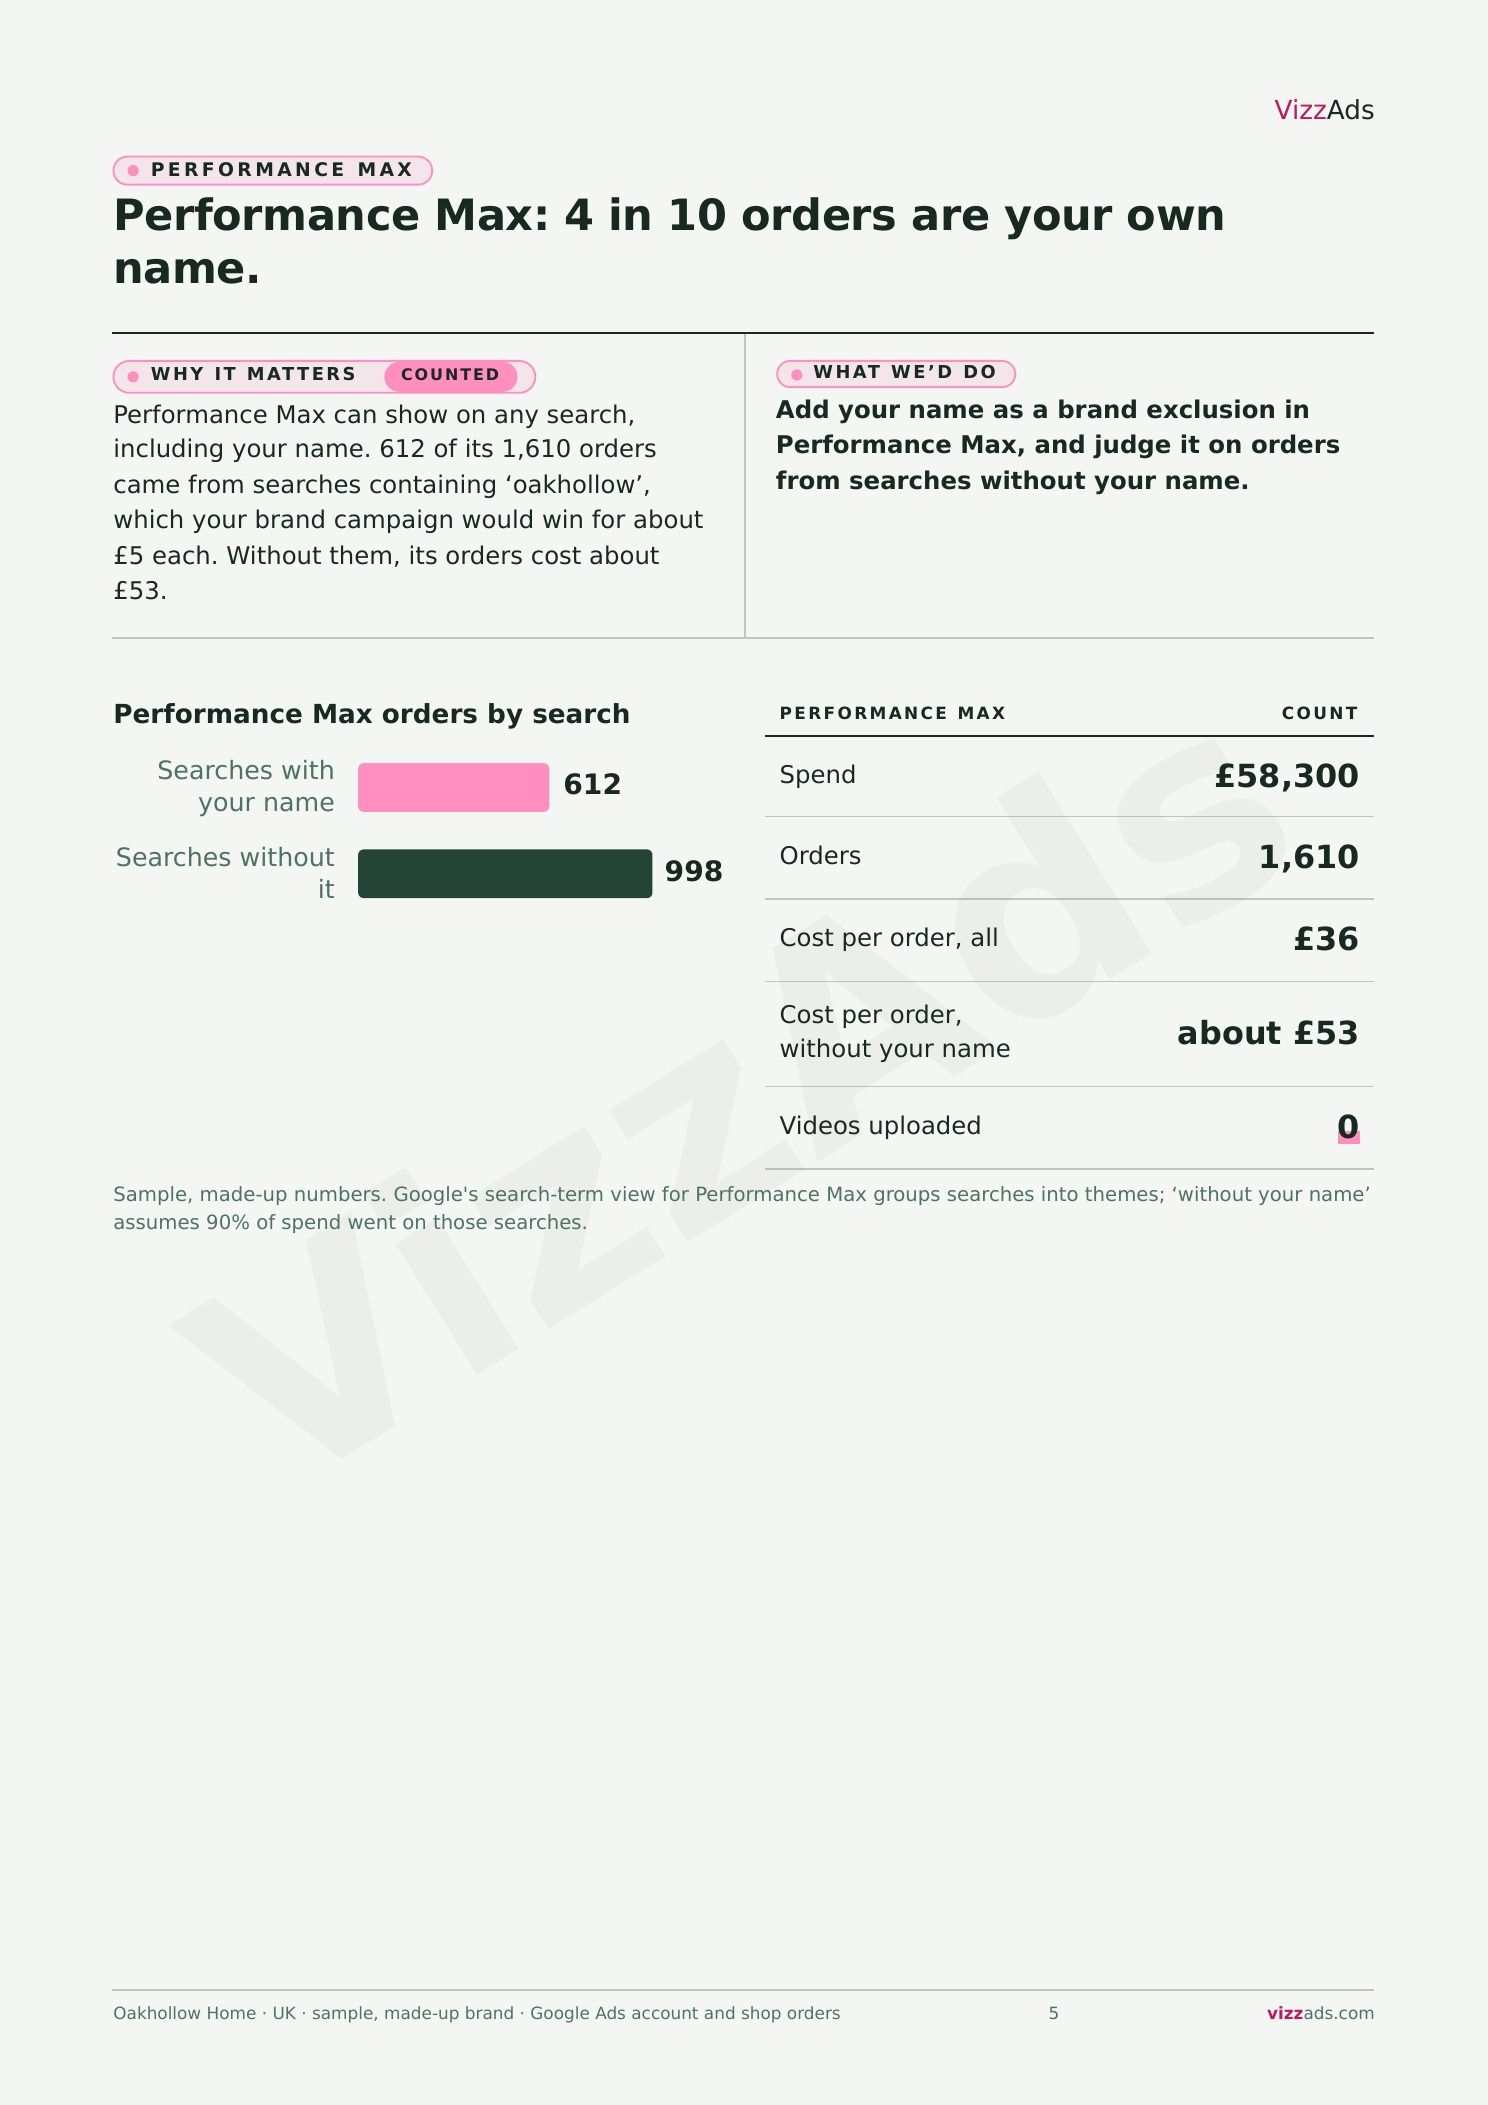 VizzAds
PERFORMANCE MAX
Performance Max: 4 in 10 orders are your own
name.
WHY IT MATTERS COUNTED
Performance Max can show on any search,
including your name. 612 of its 1,610 orders
came from searches containing ‘oakhollow’,
which your brand campaign would win for about
£5 each. Without them, its orders cost about
£53.
WHAT WE’D DO
Add your name as a brand exclusion in
Performance Max, and judge it on orders
from searches without your name.
Performance Max orders by search
Searches with
your name
612
Searches without
it
998
PERFORMANCE MAX COUNT
Spend £58,300
Orders 1,610
Cost per order, all £36
Cost per order,
without your name
about £53
Videos uploaded 0
Sample, made-up numbers. Google's search-term view for Performance Max groups searches into themes; ‘without your name’
assumes 90% of spend went on those searches.
VizzAds
Oakhollow Home · UK · sample, made-up brand · Google Ads account and shop orders 5 vizzads.com